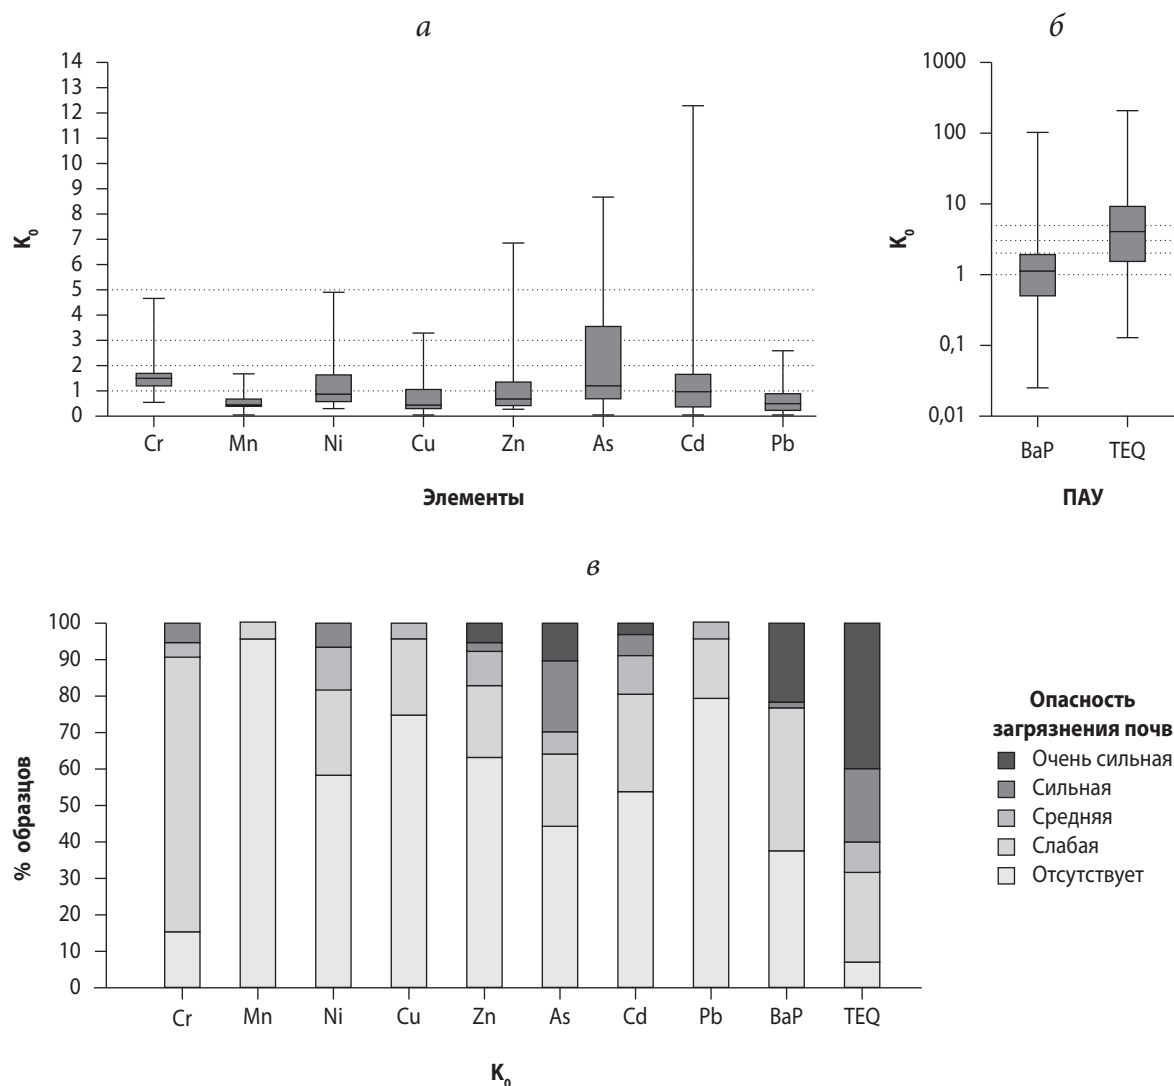 а
14
13
12
11
10
9
8
7
6
5
4
3
2
1
0
K₀
Cr Mn Ni Cu Zn As Cd Pb
Элементы
б
1000
100
10
1
0,1
0,01
K₀
BaP TEQ
ПАУ
в
100
90
80
70
60
50
40
30
20
10
0
% образцов
Cr Mn Ni Cu Zn As Cd Pb BaP TEQ
K₀
Опасность
загрязнения почв
Очень сильная
Сильная
Средняя
Слабая
Отсутствует